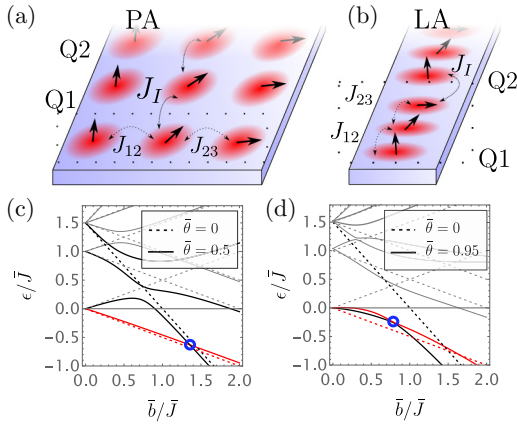 (a) PA
(b) LA
Q2
Q1
J_I
J_12
J_23
J_I
Q2
J_23
J_12
Q1
(c)
(d)
θ̄ = 0
θ̄ = 0.5
θ̄ = 0
θ̄ = 0.95
ϵ/J̄
1.5
1.0
0.5
0.0
-0.5
-1.0
0.0 0.5 1.0 1.5 2.0
b̄/J̄
ϵ/J̄
1.5
1.0
0.5
0.0
-0.5
-1.0
0.0 0.5 1.0 1.5 2.0
b̄/J̄